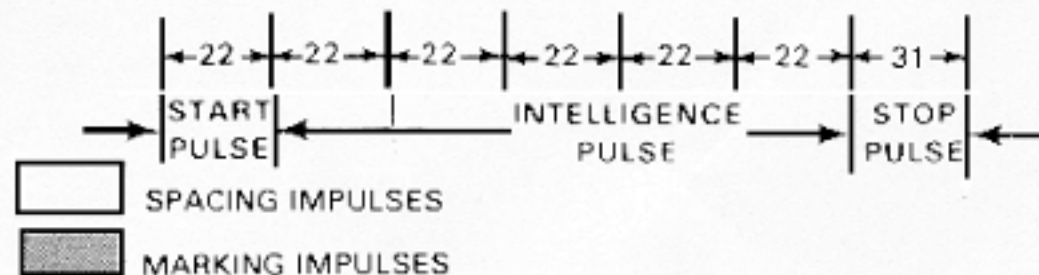 22 22 22 22 22 22 31
START INTELLIGENCE STOP
PULSE PULSE PULSE
SPACING IMPULSES
MARKING IMPULSES